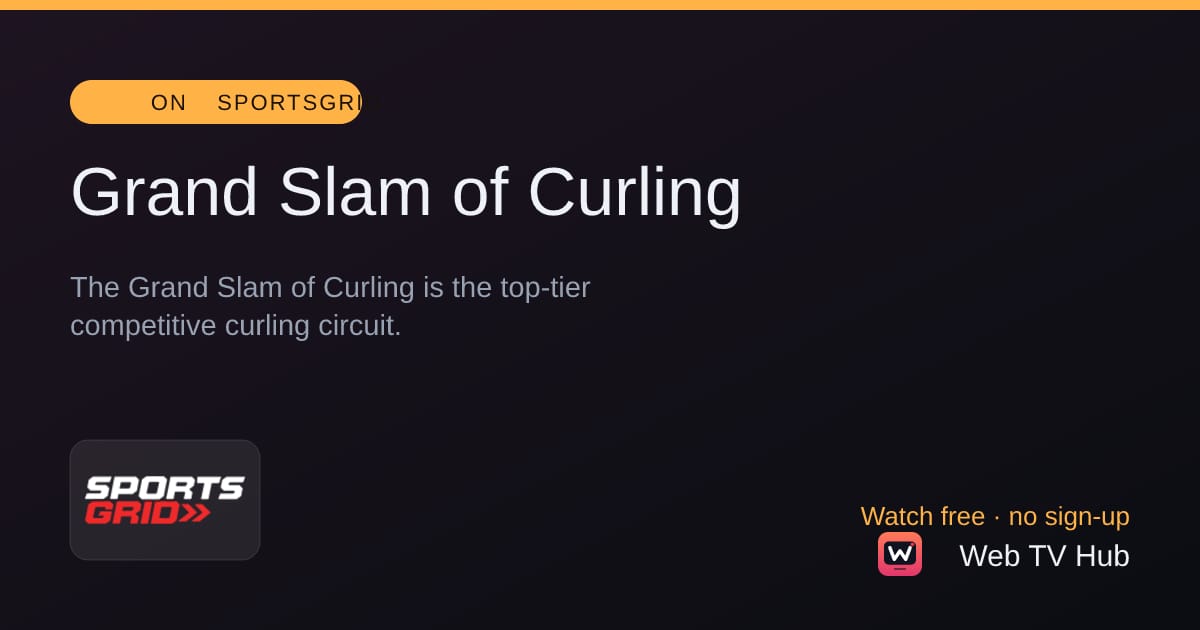 ON SPORTSGRI
Grand Slam of Curling
The Grand Slam of Curling is the top-tier
competitive curling circuit.
SPORTS
GRID
Watch free · no sign-up
W
Web TV Hub